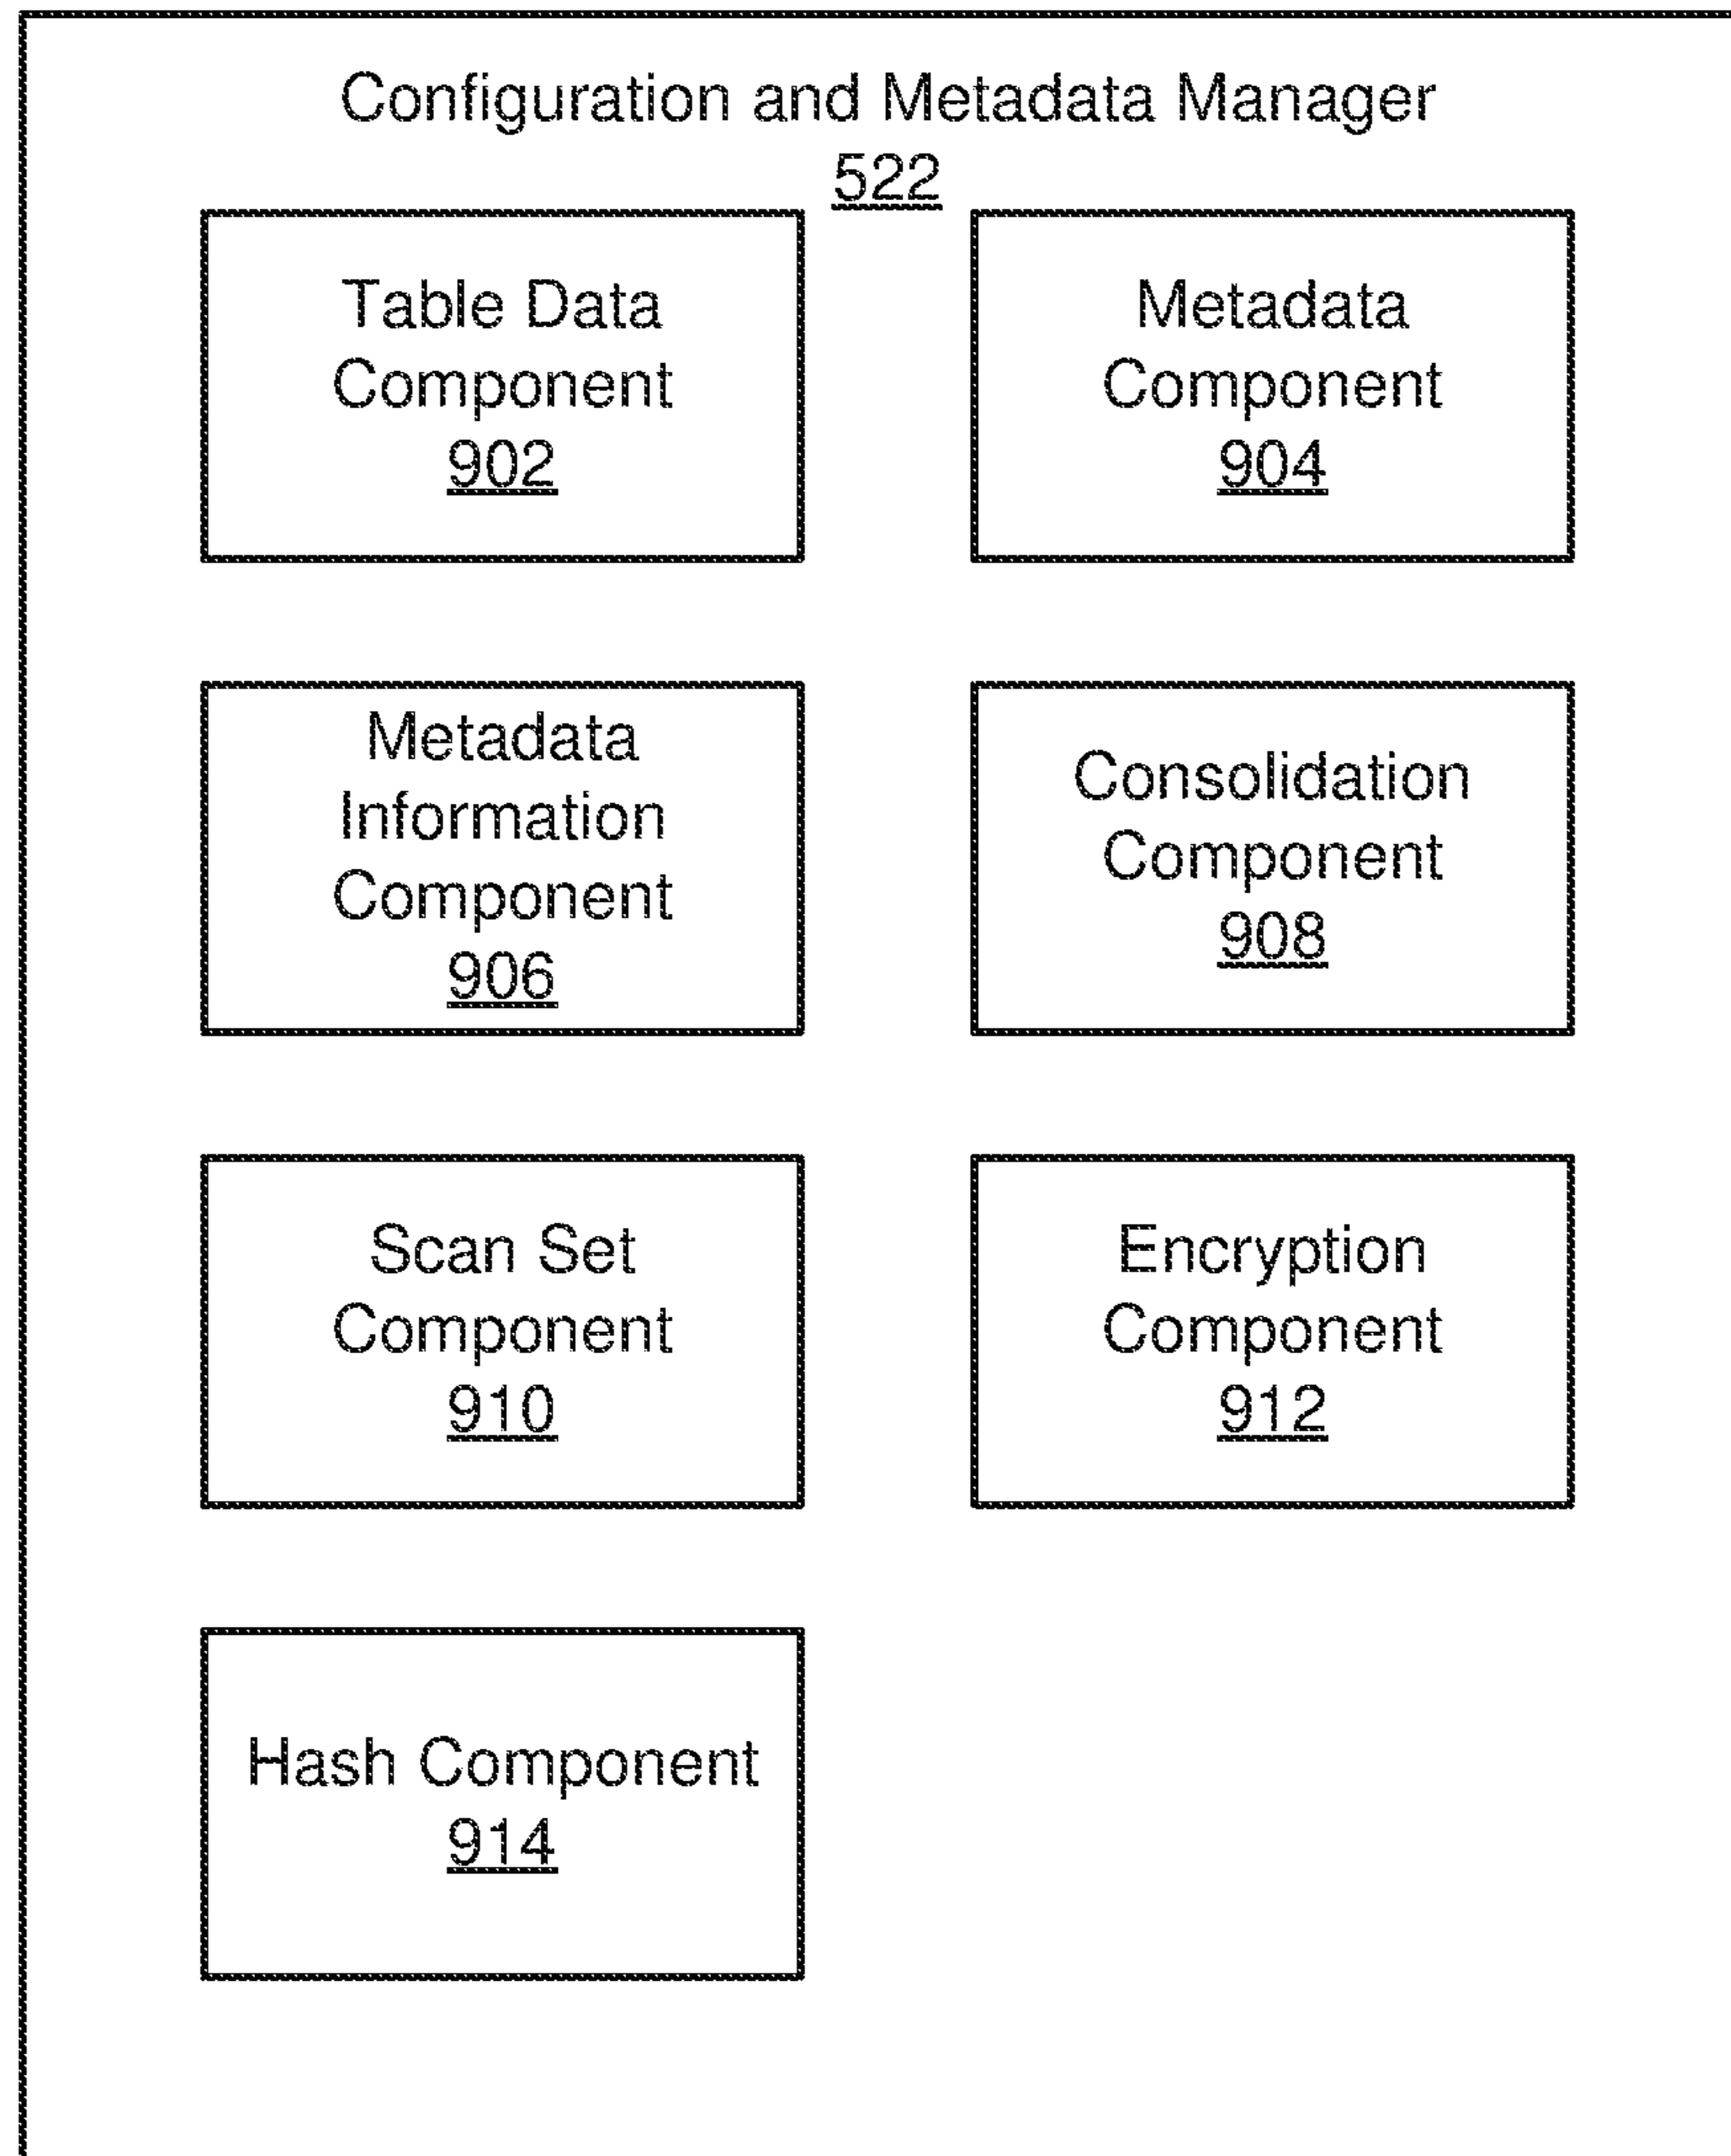 Configuration and Metadata Manager
522
Table Data
Component
902
Metadata
Component
904
Metadata
Information
Component
906
Consolidation
Component
908
Scan Set
Component
910
Encryption
Component
912
Hash Component
914